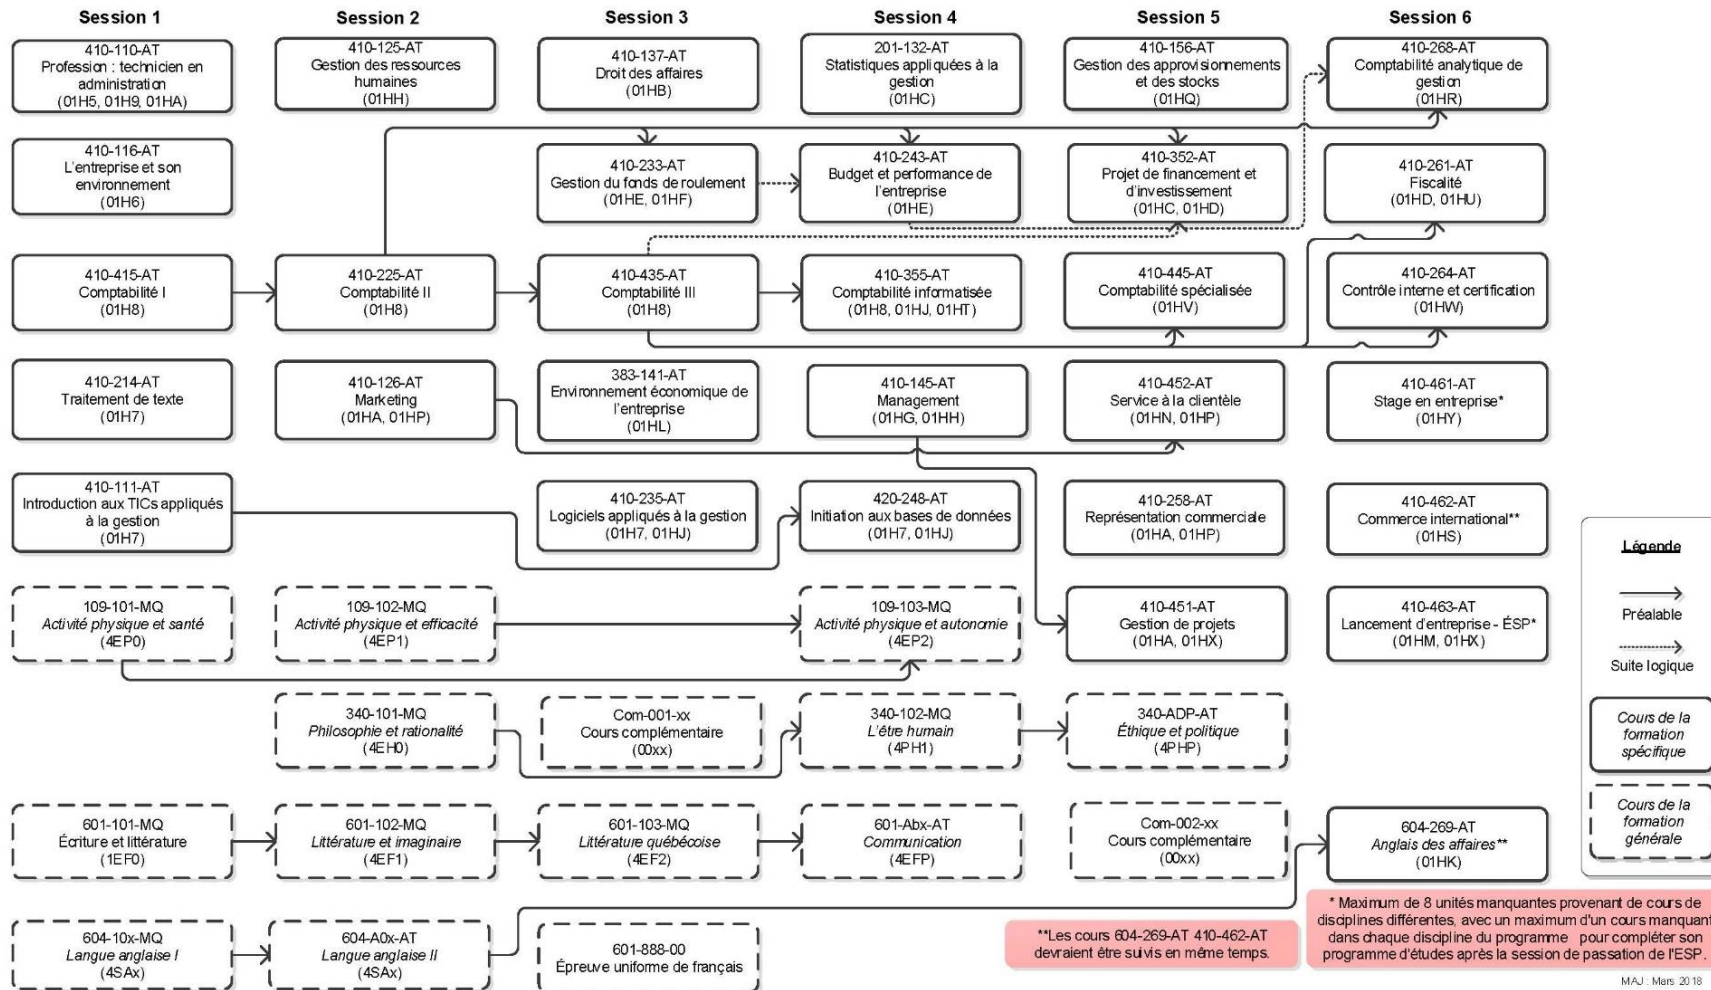 Session 1
Session 2
Session 3
Session 4
Session 5
Session 6
410-110-AT
Profession : technicien en
administration
(01H5, 01H9, 01HA)
410-125-AT
Gestion des ressources
humaines
(01HH)
410-137-AT
Droit des affaires
(01HB)
201-132-AT
Statistiques appliquées à la
gestion
(01HC)
410-156-AT
Gestion des approvisionnements
et des stocks
(01HQ)
410-268-AT
Comptabilité analytique de
gestion
(01HR)
410-116-AT
L'entreprise et son
environnement
(01H6)
410-233-AT
Gestion du fonds de roulement
(01HE, 01HF)
410-243-AT
Budget et performance de
l'entreprise
(01HE)
410-352-AT
Projet de financement et
d'investissement
(01HC, 01HD)
410-261-AT
Fiscalité
(01HD, 01HU)
410-415-AT
Comptabilité I
(01H8)
410-225-AT
Comptabilité II
(01H8)
410-435-AT
Comptabilité III
(01H8)
410-355-AT
Comptabilité informatisée
(01H8, 01HJ, 01HT)
410-445-AT
Comptabilité spécialisée
(01HV)
410-264-AT
Contrôle interne et certification
(01HW)
410-214-AT
Traitement de texte
(01H7)
410-126-AT
Marketing
(01HA, 01HP)
383-141-AT
Environnement économique de
l'entreprise
(01HL)
410-145-AT
Management
(01HG, 01HH)
410-452-AT
Service à la clientèle
(01HN, 01HP)
410-461-AT
Stage en entreprise*
(01HY)
410-111-AT
Introduction aux TICs appliqués
à la gestion
(01H7)
410-235-AT
Logiciels appliqués à la gestion
(01H7, 01HJ)
420-248-AT
Initiation aux bases de données
(01H7, 01HJ)
410-258-AT
Représentation commerciale
(01HA, 01HP)
410-462-AT
Commerce international**
(01HS)
109-101-MQ
Activité physique et santé
(4EP0)
109-102-MQ
Activité physique et efficacité
(4EP1)
109-103-MQ
Activité physique et autonomie
(4EP2)
410-451-AT
Gestion de projets
(01HA, 01HX)
410-463-AT
Lancement d'entreprise - ÉSP*
(01HM, 01HX)
340-101-MQ
Philosophie et rationalité
(4EH0)
Com-001-xx
Cours complémentaire
(00xx)
340-102-MQ
L'être humain
(4PH1)
340-ADP-AT
Éthique et politique
(4PHP)
601-101-MQ
Écriture et littérature
(1EF0)
601-102-MQ
Littérature et imaginaire
(4EF1)
601-103-MQ
Littérature québécoise
(4EF2)
601-Abx-AT
Communication
(4EFP)
Com-002-xx
Cours complémentaire
(00xx)
604-269-AT
Anglais des affaires**
(01HK)
604-10x-MQ
Langue anglaise I
(4SAx)
604-A0x-AT
Langue anglaise II
(4SAx)
601-888-00
Épreuve uniforme de français
**Les cours 604-269-AT 410-462-AT
devraient être suivis en même temps.
* Maximum de 8 unités manquantes provenant de cours de
disciplines différentes, avec un maximum d'un cours manquant
dans chaque discipline du programme pour compléter son
programme d'études après la session de passation de l'ESP.
Légende
Préalable
Suite logique
Cours de la
formation
spécifique
Cours de la
formation
générale
MAJ : Mars 2018